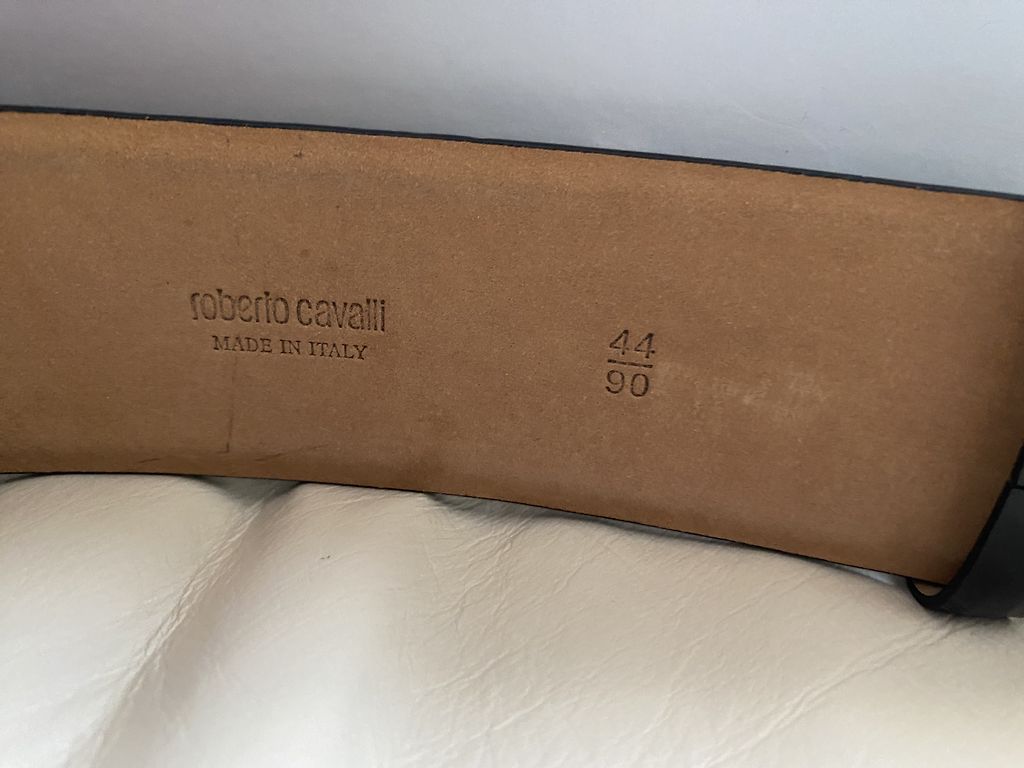 roberto cavalli
MADE IN ITALY
44
90